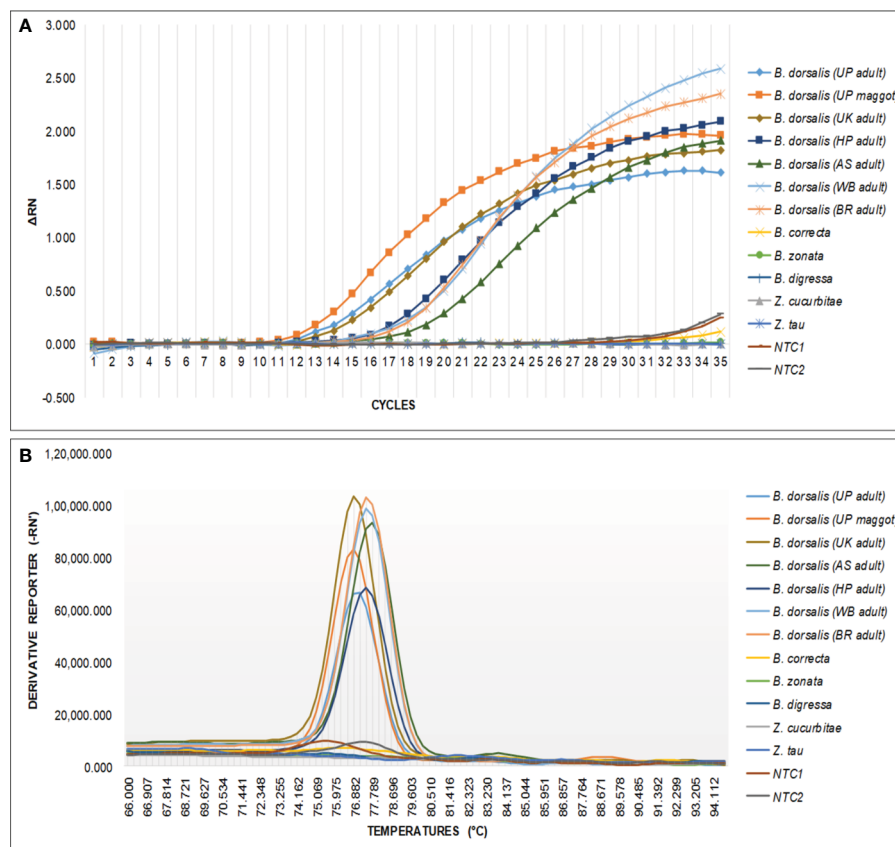 A
3.000
2.500
2.000
1.500
1.000
0.500
0.000
-0.500
ΔRN
1 2 3 4 5 6 7 8 9 10 11 12 13 14 15 16 17 18 19 20 21 22 23 24 25 26 27 28 29 30 31 32 33 34 35
CYCLES
B. dorsalis (UP adult)
B. dorsalis (UP maggot)
B. dorsalis (UK adult)
B. dorsalis (HP adult)
B. dorsalis (AS adult)
B. dorsalis (WB adult)
B. dorsalis (BR adult)
B. correcta
B. zonata
B. digressa
Z. cucurbitae
Z. tau
NTC1
NTC2
B
1,20,000.000
1,00,000.000
80,000.000
60,000.000
40,000.000
20,000.000
0.000
DERIVATIVE REPORTER (-RN')
66.000 66.907 67.814 68.721 69.627 70.534 71.441 72.348 73.255 74.162 75.069 75.975 76.882 77.789 78.696 79.603 80.510 81.416 82.323 83.230 84.137 85.044 85.951 86.857 87.764 88.671 89.578 90.485 91.392 92.299 93.205 94.112
TEMPERATURES (°C)
B. dorsalis (UP adult)
B. dorsalis (UP maggot)
B. dorsalis (UK adult)
B. dorsalis (AS adult)
B. dorsalis (HP adult)
B. dorsalis (WB adult)
B. dorsalis (BR adult)
B. correcta
B. zonata
B. digressa
Z. cucurbitae
Z. tau
NTC1
NTC2